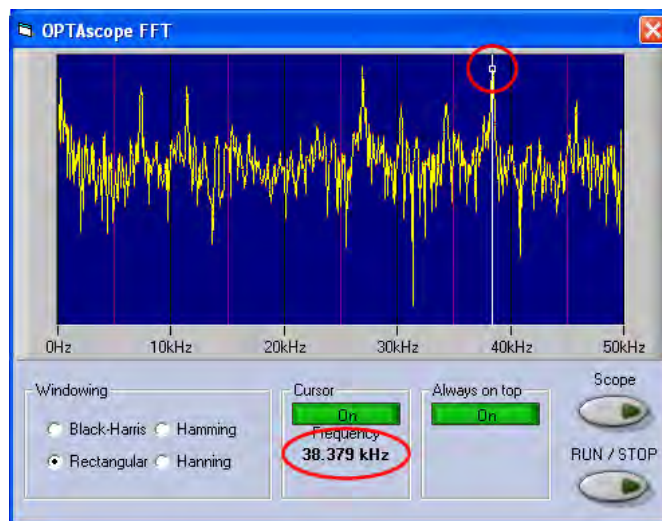 OPTAscope FFT
0Hz 10kHz 20kHz 30kHz 40kHz 50kHz
Windowing
Black-Harris Hamming
Rectangular Hanning
Cursor
On
Frequency
38.379 kHz
Always on top
On
Scope
RUN / STOP